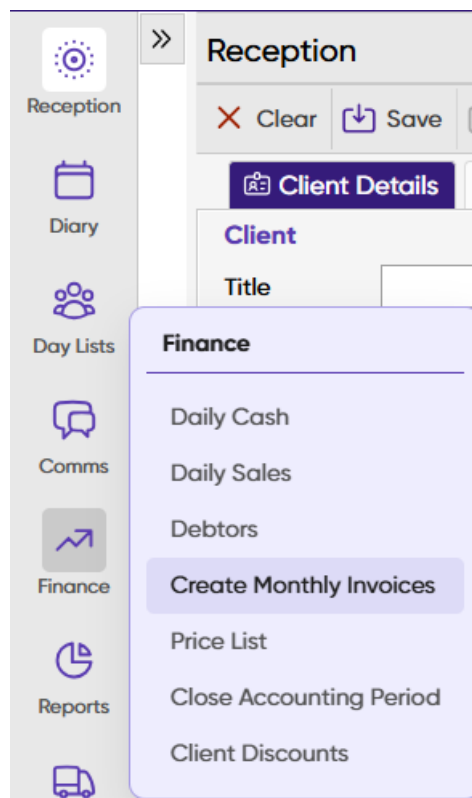 Reception
Diary
Day Lists
Comms
Finance
Reports
Reception
Clear Save
Client Details
Client
Title
Finance
Daily Cash
Daily Sales
Debtors
Create Monthly Invoices
Price List
Close Accounting Period
Client Discounts